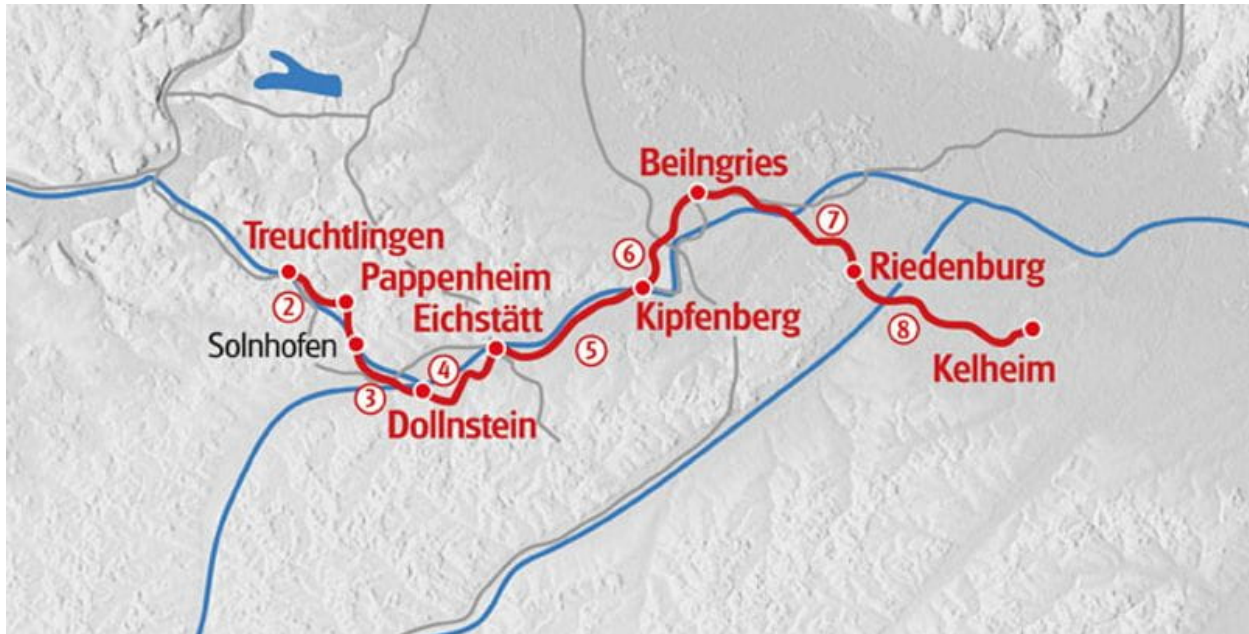 Beilngries
Treuchtlingen
Pappenheim
Eichstätt
Solnhofen
Riedenburg
Kipfenberg
Kelheim
Dollnstein
②
③
④
⑤
⑥
⑦
⑧